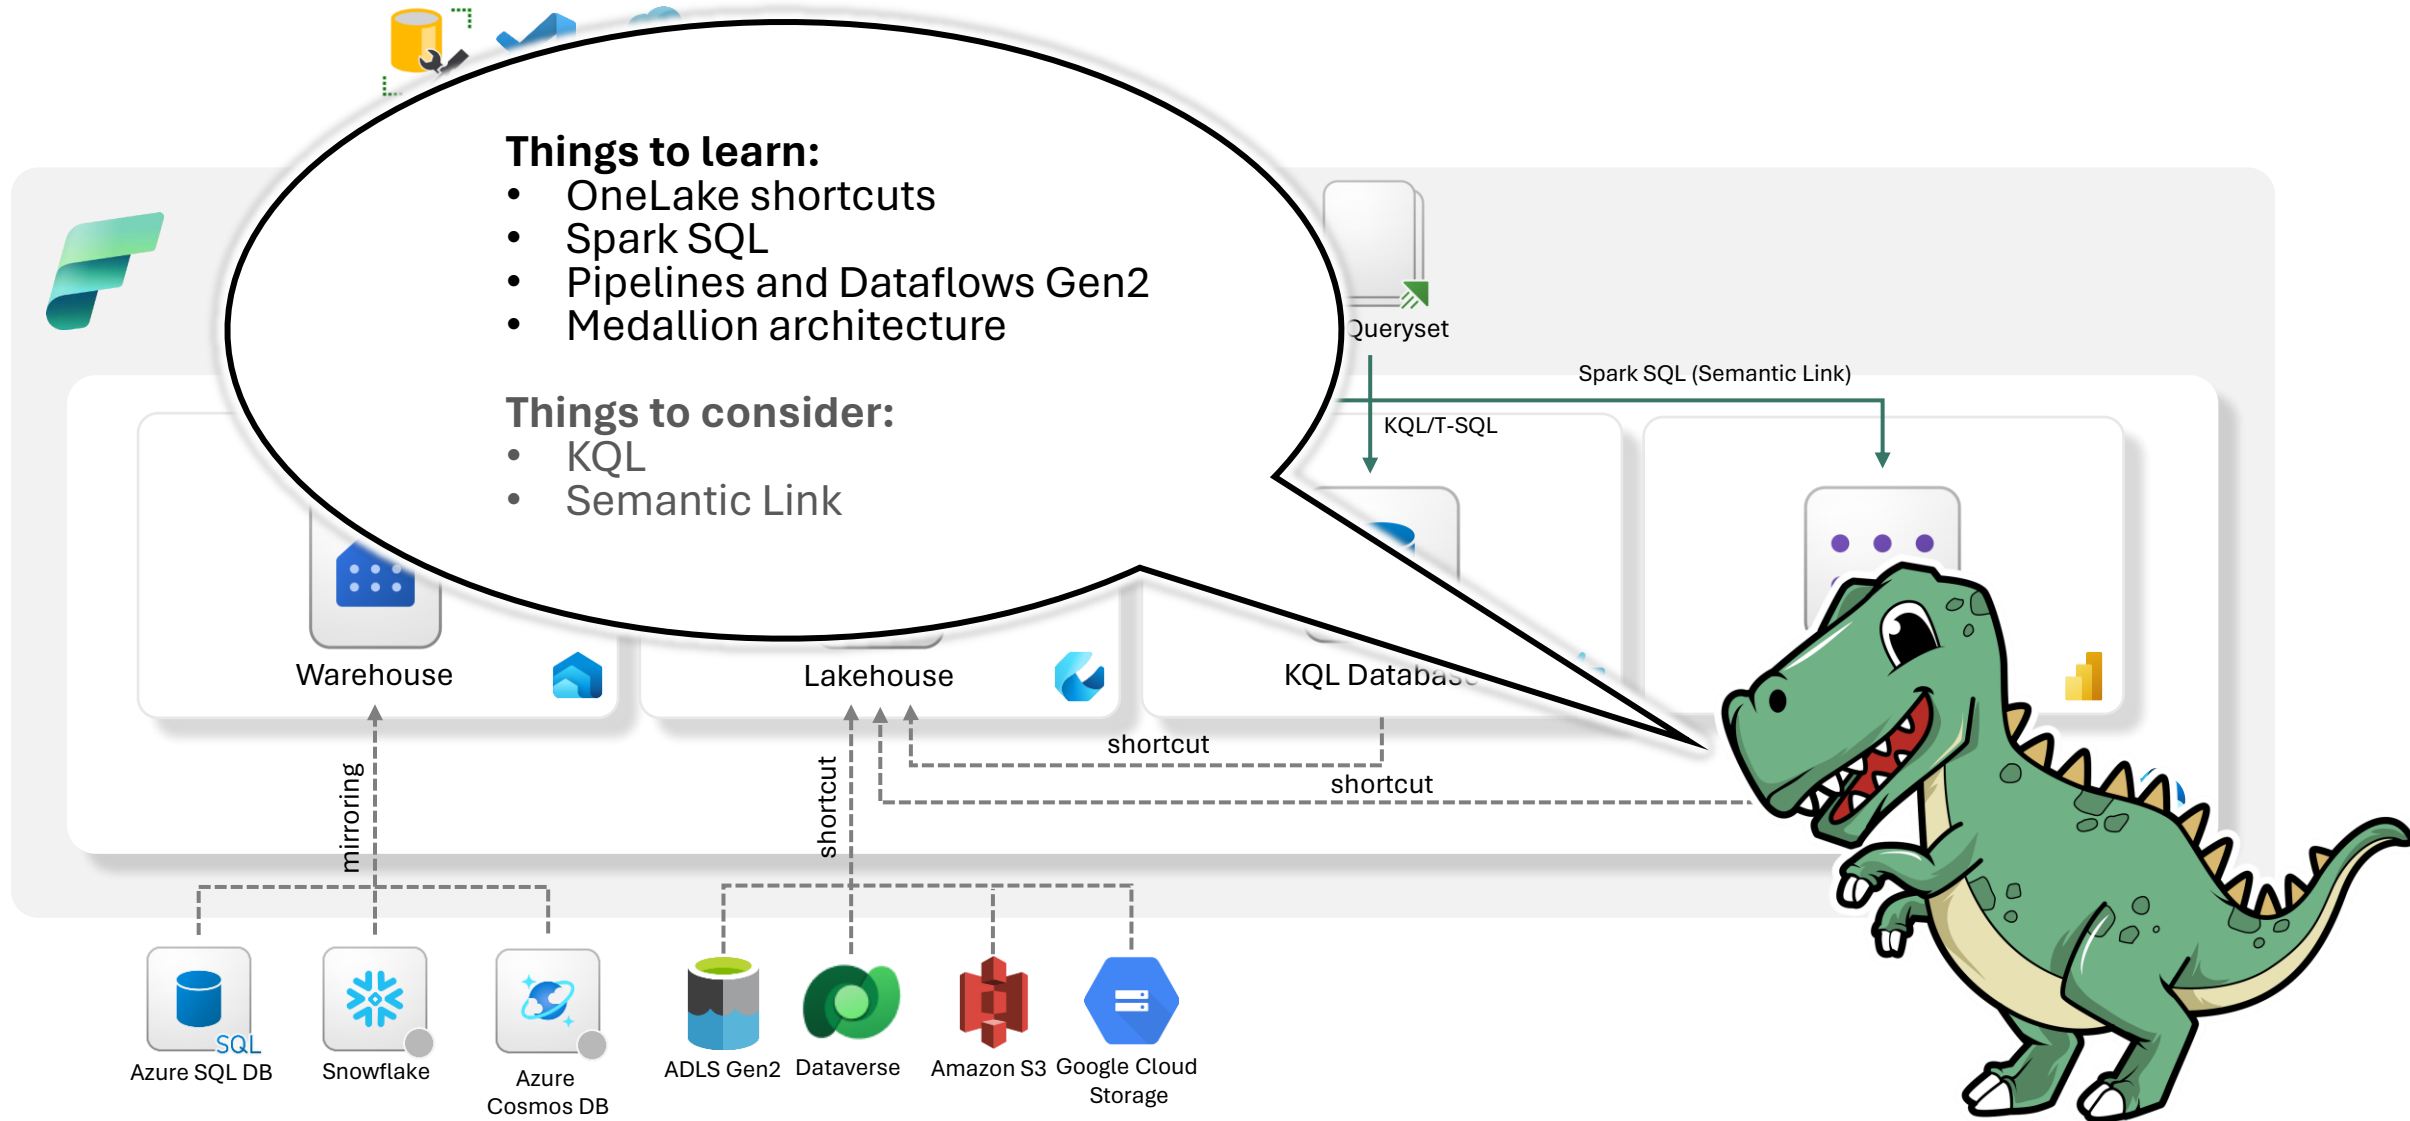 Things to learn:
• OneLake shortcuts
• Spark SQL
• Pipelines and Dataflows Gen2
• Medallion architecture
Things to consider:
• KQL
• Semantic Link
Queryset
Spark SQL (Semantic Link)
KQL/T-SQL
Warehouse
Lakehouse
KQL Database
mirroring
shortcut
shortcut
shortcut
SQL
Azure SQL DB
Snowflake
Azure
Cosmos DB
ADLS Gen2
Dataverse
Amazon S3
Google Cloud
Storage